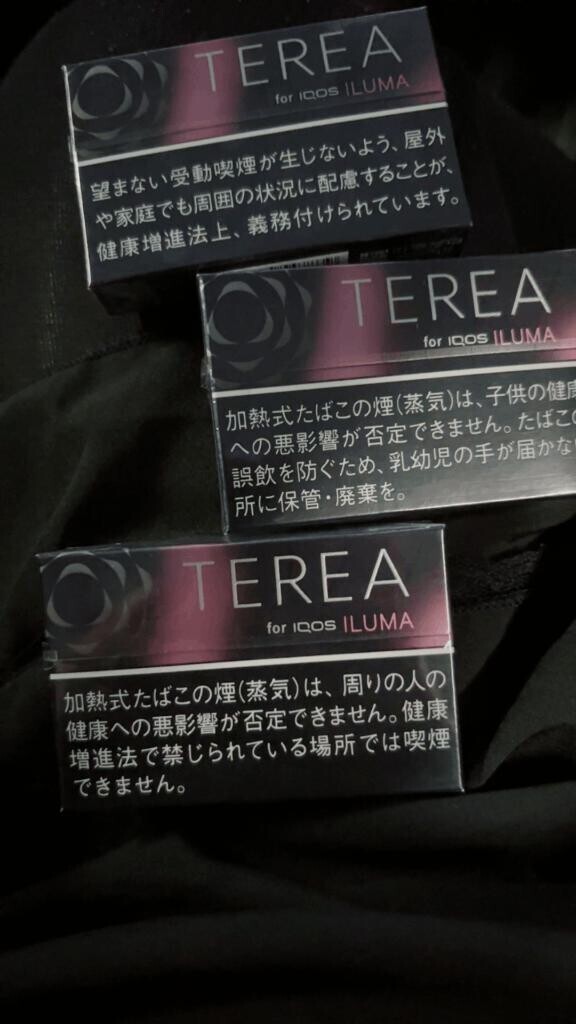 TEREA
for IQOS ILUMA
望まない受動喫煙が生じないよう、屋外
や家庭でも周囲の状況に配慮することが、
健康増進法上、義務付けられています。
TEREA
for IQOS ILUMA
加熱式たばこの煙(蒸気)は、子供の健康
への悪影響が否定できません。たばこの
誤飲を防ぐため、乳幼児の手が届かな
所に保管・廃棄を。
TEREA
for IQOS ILUMA
加熱式たばこの煙(蒸気)は、周りの人の
健康への悪影響が否定できません。健康
増進法で禁じられている場所では喫煙
できません。